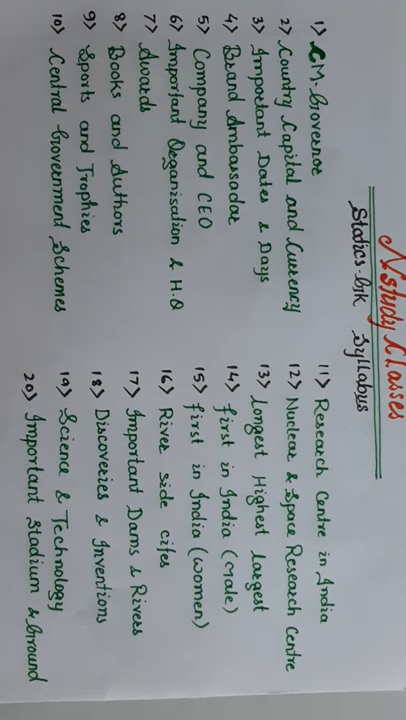 Nstudy Classes
Statics-GK Syllabus
1) CM-Governor
2) Country Capital and Currency
3) Important Dates & Days
4) Brand Ambassador
5) Company and CEO
6) Important Organisation & H.Q
7) Awards
8) Books and Authors
9) Sports and Trophies
10) Central Government Schemes
11) Research Centre in India
12) Nuclear & Space Research Centre
13) Longest Highest Largest
14) First in India (Male)
15) First in India (women)
16) River side cites
17) Important Dams & Rivers
18) Discoveries & Inventions
19) Science & Technology
20) Important Stadium & Ground